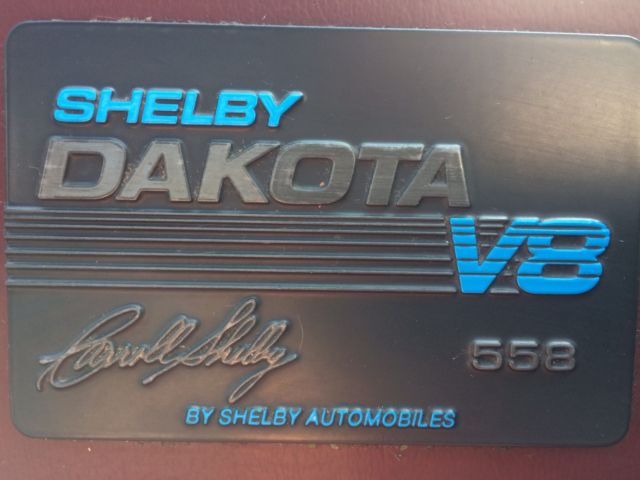 SHELBY
DAKOTA
V8
Carroll Shelby
558
BY SHELBY AUTOMOBILES